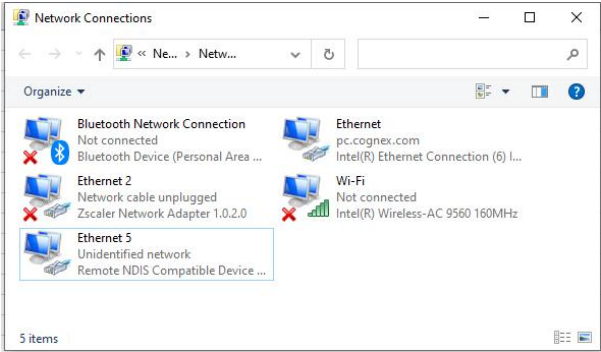 Network Connections
« Ne... › Netw...
Organize
Bluetooth Network Connection
Not connected
Bluetooth Device (Personal Area ...
Ethernet
pc.cognex.com
Intel(R) Ethernet Connection (6) I...
Ethernet 2
Network cable unplugged
Zscaler Network Adapter 1.0.2.0
Wi-Fi
Not connected
Intel(R) Wireless-AC 9560 160MHz
Ethernet 5
Unidentified network
Remote NDIS Compatible Device ...
5 items